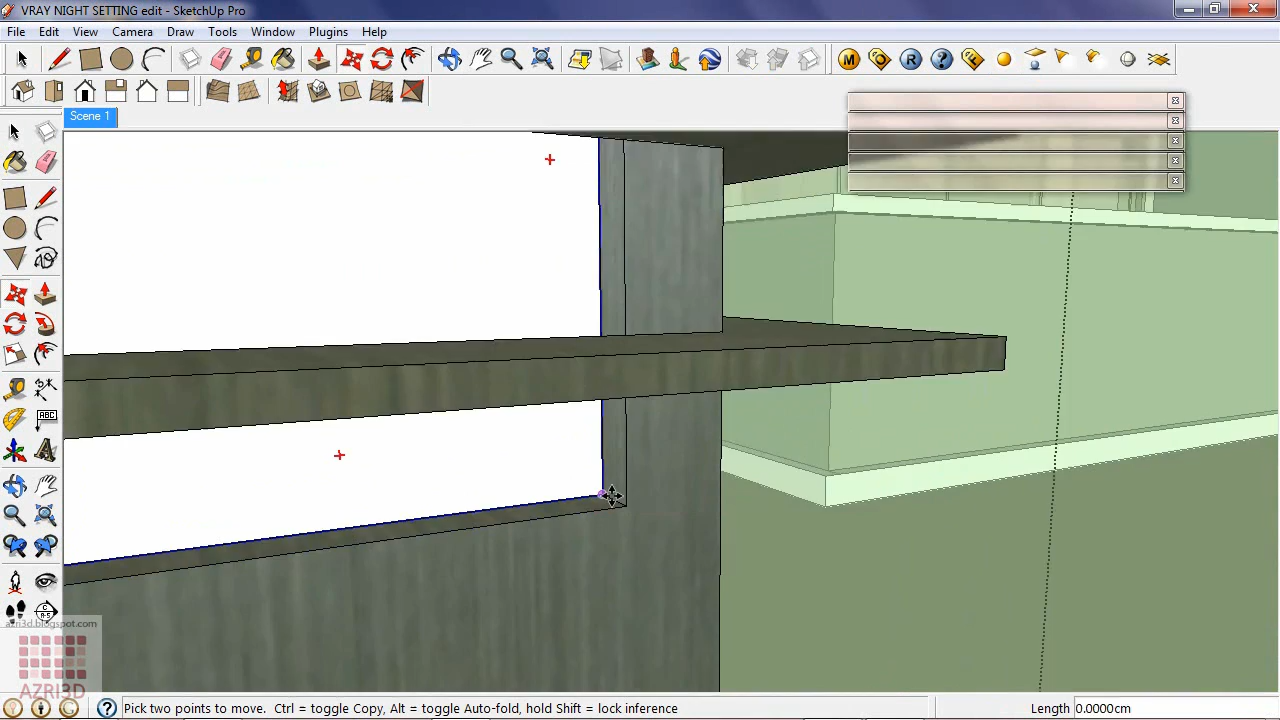 VRAY NIGHT SETTING edit - SketchUp Pro
File Edit View Camera Draw Tools Window Plugins Help
M R ? F
Scene 1
ABC
C
A-5
azri3d.blogspot.com
AZRI3D
Pick two points to move. Ctrl = toggle Copy, Alt = toggle Auto-fold, hold Shift = lock inference
Length 0.0000cm